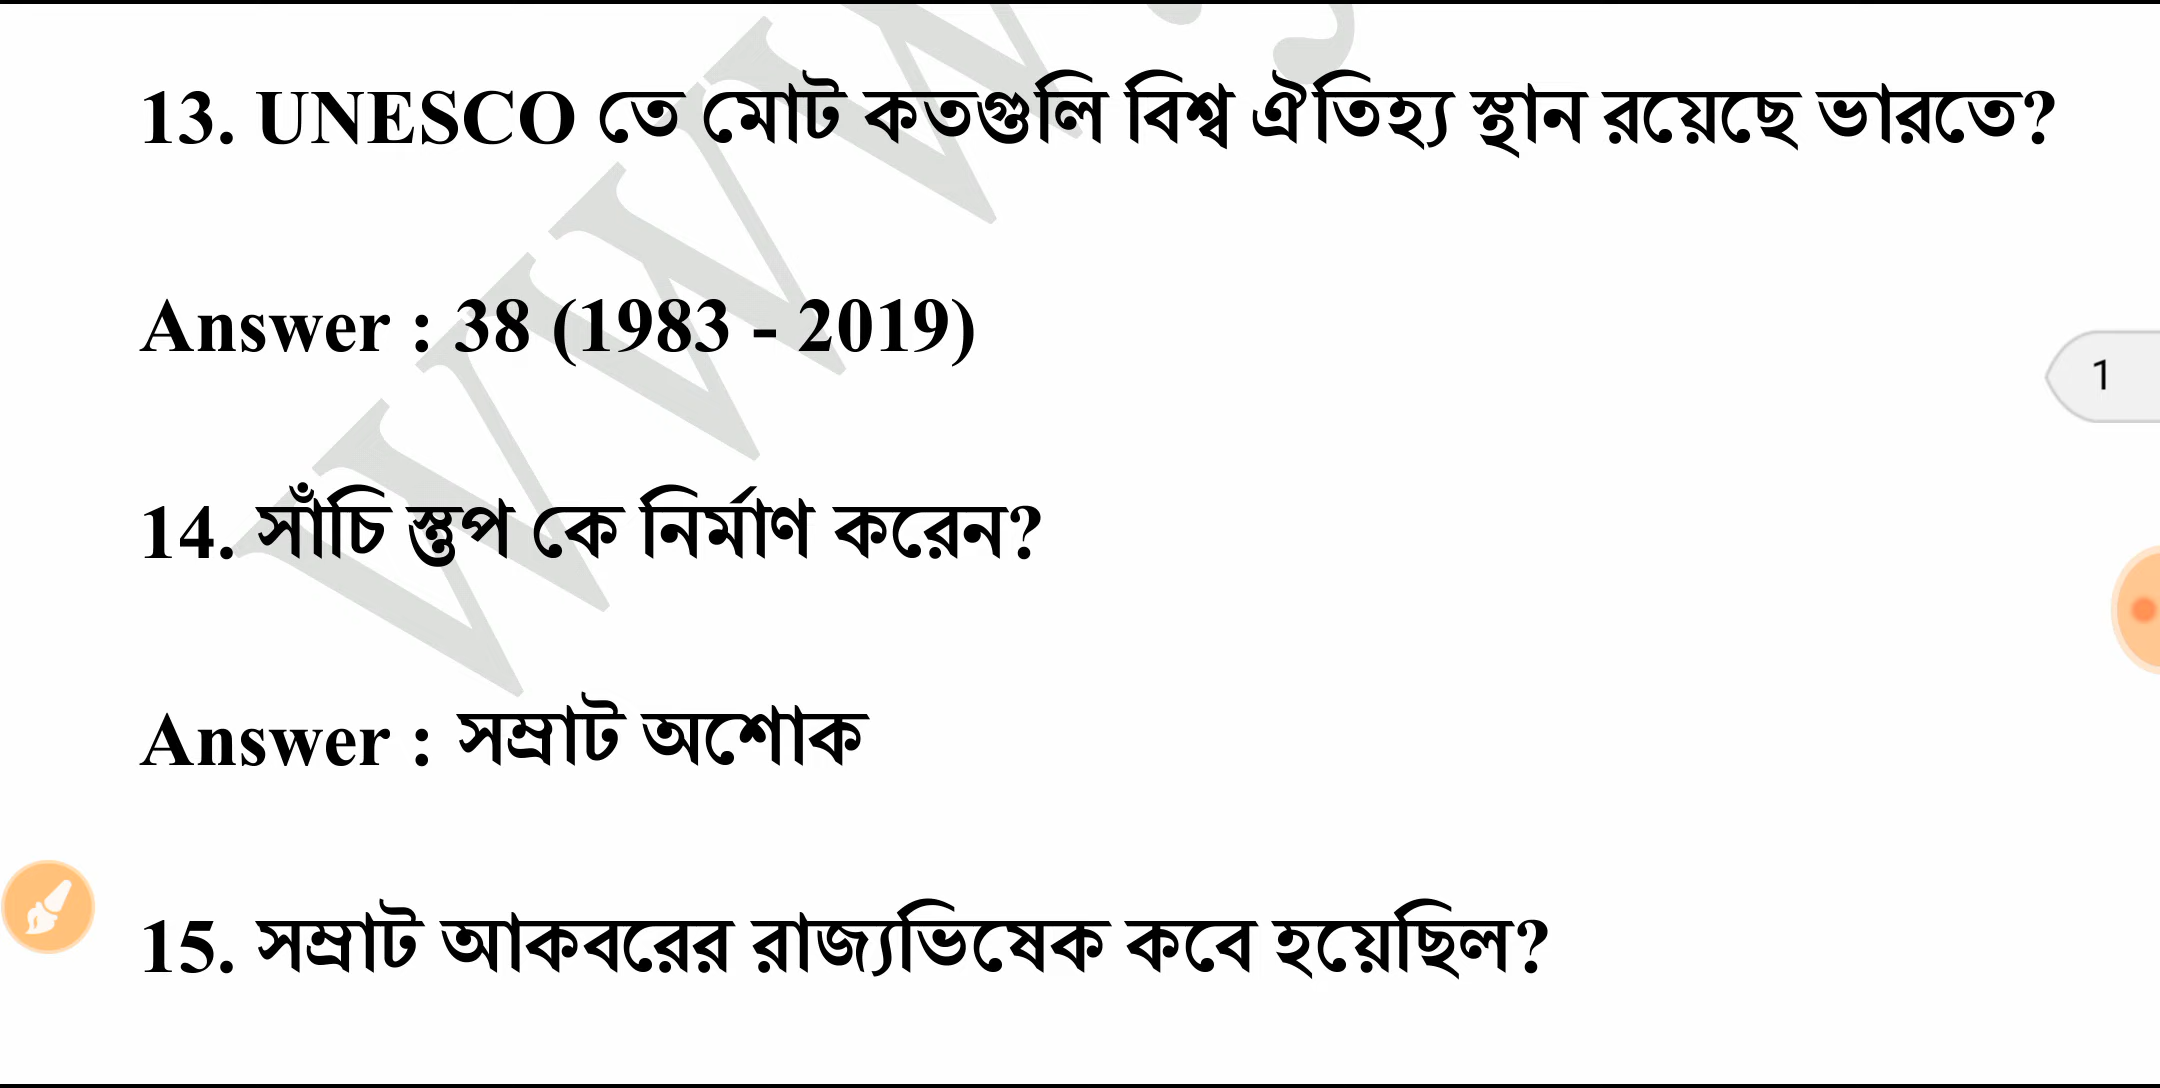 13. UNESCO তে মোট কতগুলি বিশ্ব ঐতিহ্য স্থান রয়েছে ভারতে?
Answer : 38 (1983 - 2019)
1
14. সাঁচি স্তুপ কে নির্মাণ করেন?
Answer : সম্রাট অশোক
15. সম্রাট আকবরের রাজ্যভিষেক কবে হয়েছিল?